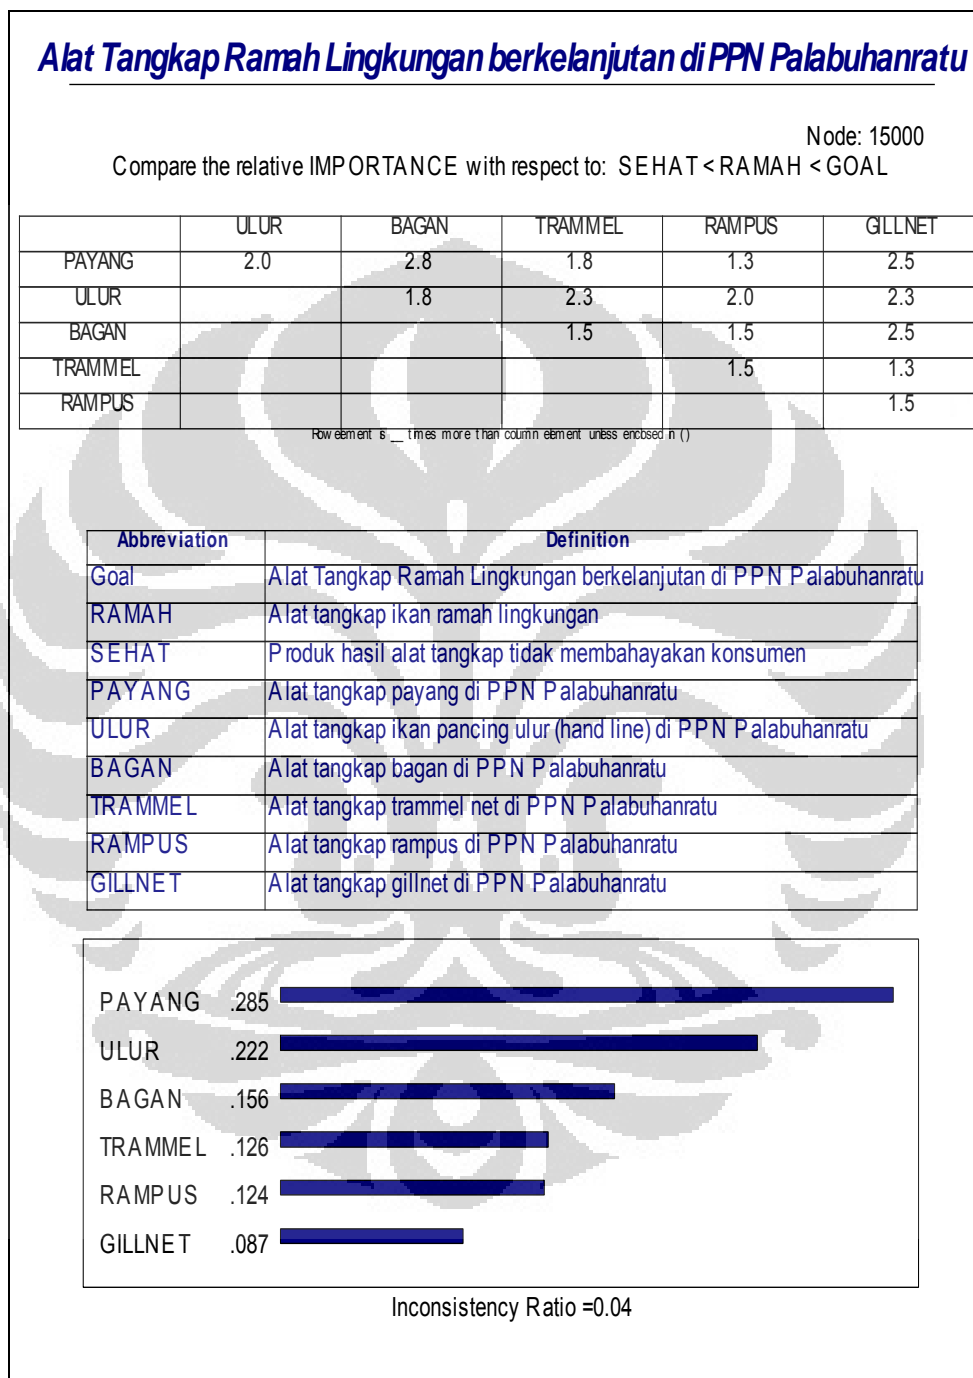 Alat Tangkap Ramah Lingkungan berkelanjutan di PPN Palabuhanratu
Node: 15000
Compare the relative IMPORTANCE with respect to: SEHAT < RAMAH < GOAL
ULUR BAGAN TRAMMEL RAMPUS GILLNET
PAYANG 2.0 2.8 1.8 1.3 2.5
ULUR 1.8 2.3 2.0 2.3
BAGAN 1.5 1.5 2.5
TRAMMEL 1.5 1.3
RAMPUS 1.5
Row element is __ times more than column element unless enclosed in ()
Abbreviation Definition
Goal Alat Tangkap Ramah Lingkungan berkelanjutan di PPN Palabuhanratu
RAMAH Alat tangkap ikan ramah lingkungan
SEHAT Produk hasil alat tangkap tidak membahayakan konsumen
PAYANG Alat tangkap payang di PPN Palabuhanratu
ULUR Alat tangkap ikan pancing ulur (hand line) di PPN Palabuhanratu
BAGAN Alat tangkap bagan di PPN Palabuhanratu
TRAMMEL Alat tangkap trammel net di PPN Palabuhanratu
RAMPUS Alat tangkap rampus di PPN Palabuhanratu
GILLNET Alat tangkap gillnet di PPN Palabuhanratu
PAYANG .285
ULUR .222
BAGAN .156
TRAMMEL .126
RAMPUS .124
GILLNET .087
Inconsistency Ratio =0.04